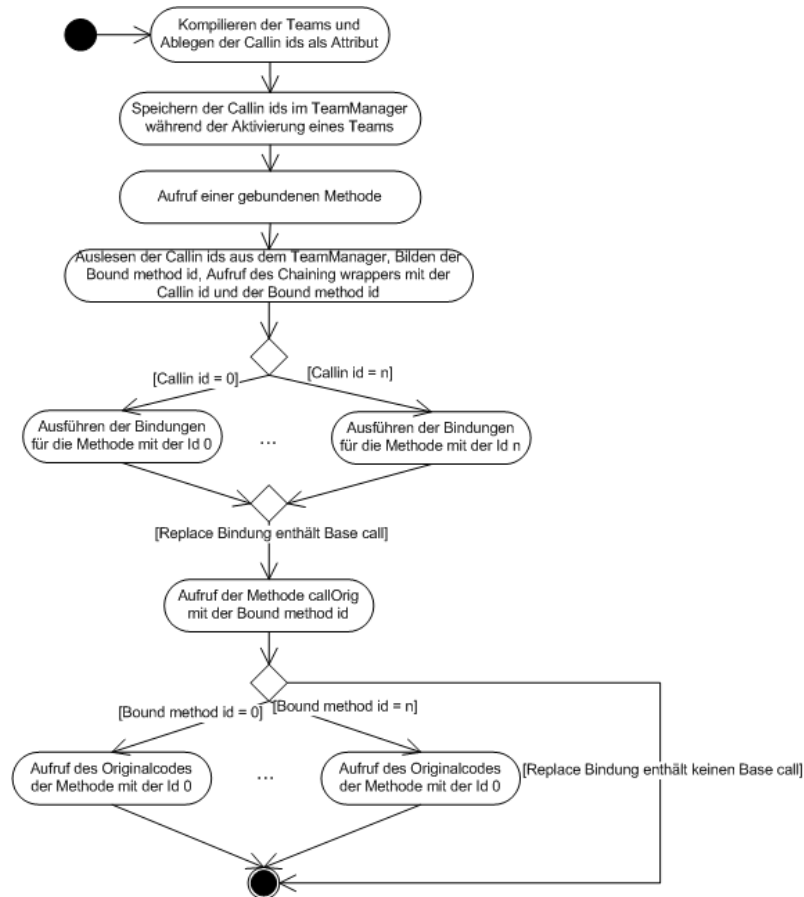 Kompilieren der Teams und
Ablegen der Callin ids als Attribut
Speichern der Callin ids im TeamManager
während der Aktivierung eines Teams
Aufruf einer gebundenen Methode
Auslesen der Callin ids aus dem TeamManager, Bilden der
Bound method id, Aufruf des Chaining wrappers mit der
Callin id und der Bound method id
[Callin id = 0]
[Callin id = n]
Ausführen der Bindungen
für die Methode mit der Id 0
...
Ausführen der Bindungen
für die Methode mit der Id n
[Replace Bindung enthält Base call]
Aufruf der Methode callOrig
mit der Bound method id
[Bound method id = 0]
[Bound method id = n]
Aufruf des Originalcodes
der Methode mit der Id 0
...
Aufruf des Originalcodes
der Methode mit der Id 0
[Replace Bindung enthält keinen Base call]